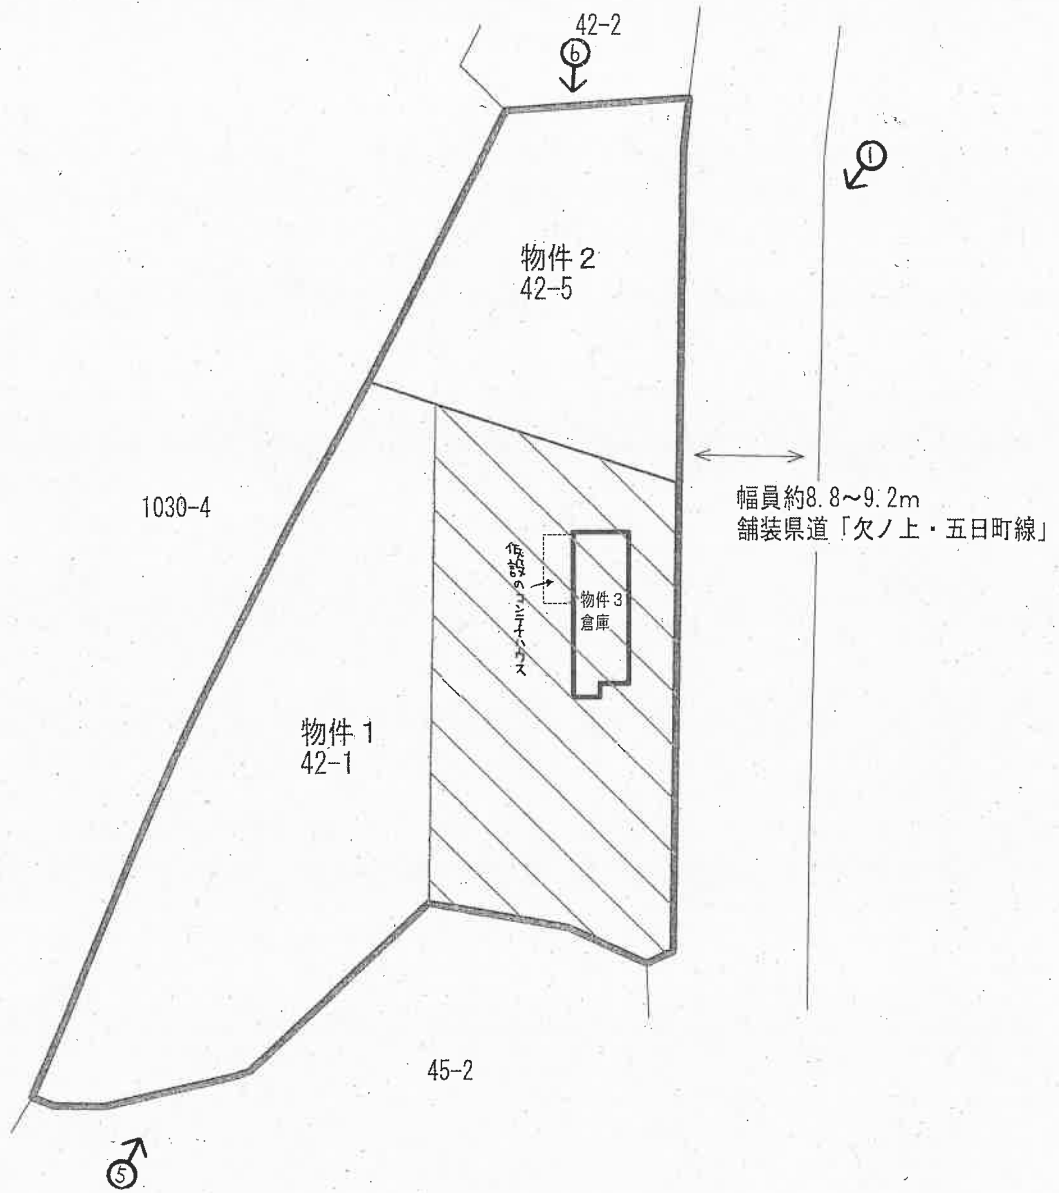 42-2
⑥
①
物件2
42-5
1030-4
幅員約8.8～9.2m
舗装県道「欠ノ上・五日町線」
仮設のコンテナハウス
物件3
倉庫
物件1
42-1
45-2
⑤